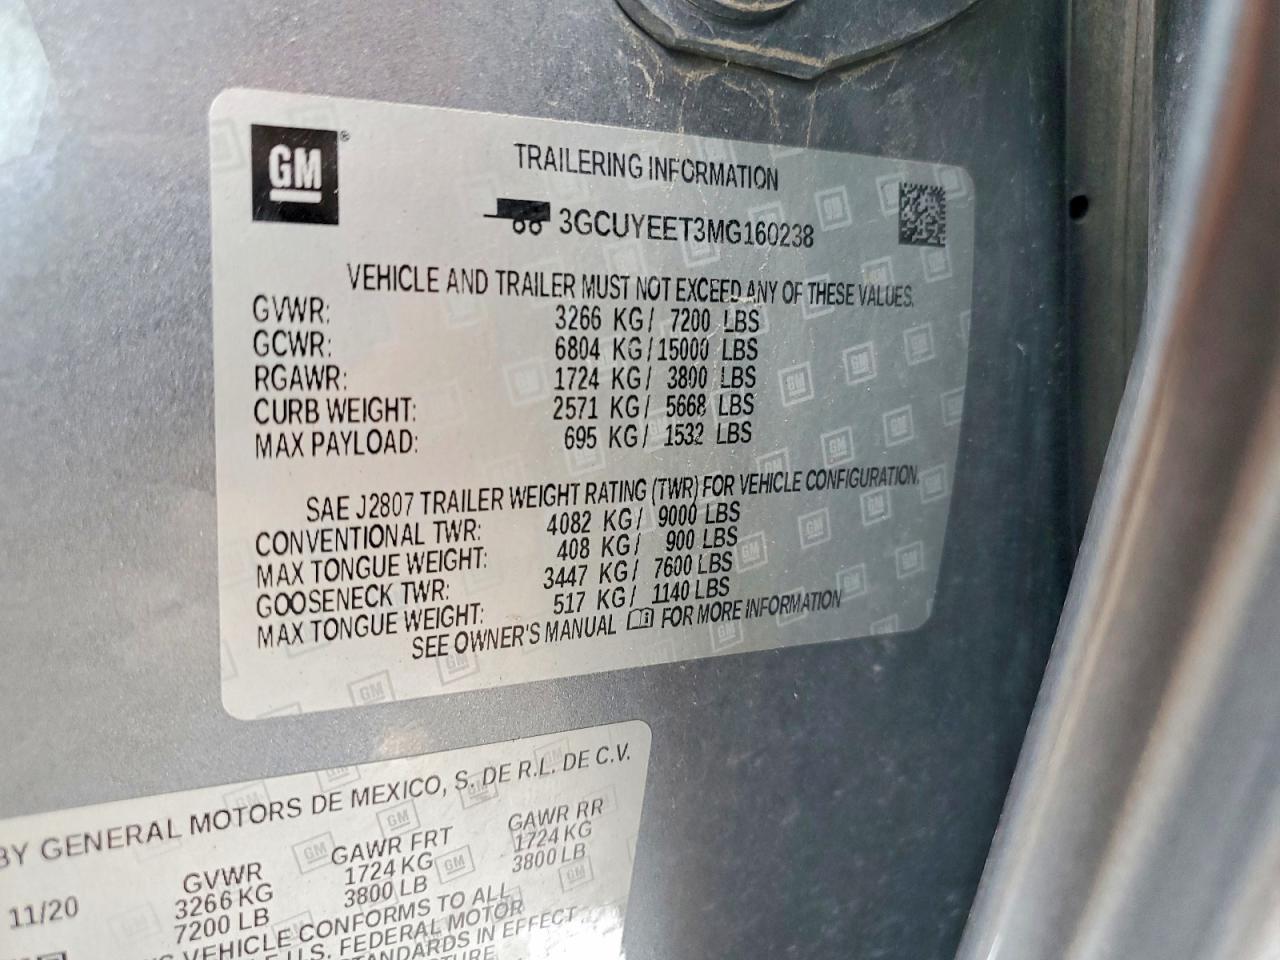 GM®
TRAILERING INFORMATION
3GCUYEET3MG160238
VEHICLE AND TRAILER MUST NOT EXCEED ANY OF THESE VALUES.
GVWR: 3266 KG/ 7200 LBS
GCWR: 6804 KG/15000 LBS
RGAWR: 1724 KG/ 3800 LBS
CURB WEIGHT: 2571 KG/ 5668 LBS
MAX PAYLOAD: 695 KG/ 1532 LBS
SAE J2807 TRAILER WEIGHT RATING (TWR) FOR VEHICLE CONFIGURATION.
CONVENTIONAL TWR: 4082 KG/ 9000 LBS
MAX TONGUE WEIGHT: 408 KG/ 900 LBS
GOOSENECK TWR: 3447 KG/ 7600 LBS
MAX TONGUE WEIGHT: 517 KG/ 1140 LBS
SEE OWNER'S MANUAL FOR MORE INFORMATION
BY GENERAL MOTORS DE MEXICO, S. DE R.L. DE C.V.
GVWR GAWR FRT GAWR RR
11/20 3266 KG 1724 KG 1724 KG
7200 LB 3800 LB 3800 LB
VEHICLE CONFORMS TO ALL
U.S. FEDERAL MOTOR
STANDARDS IN EFFECT